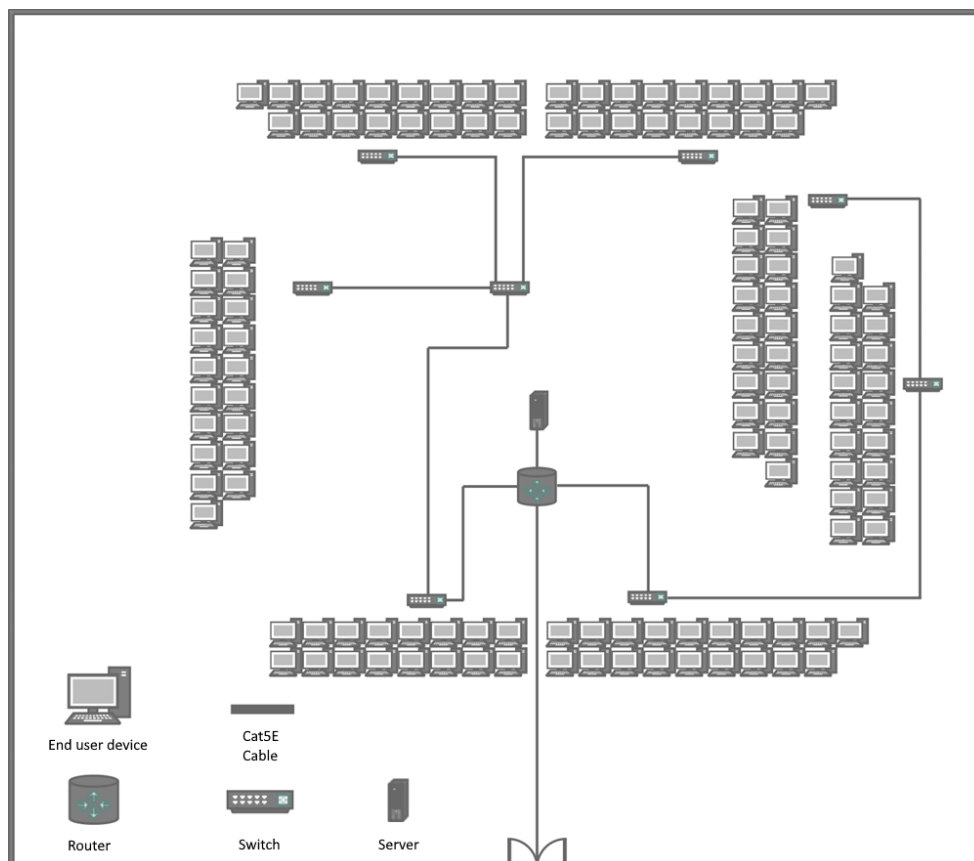 End user device
Cat5E
Cable
Router
Switch
Server